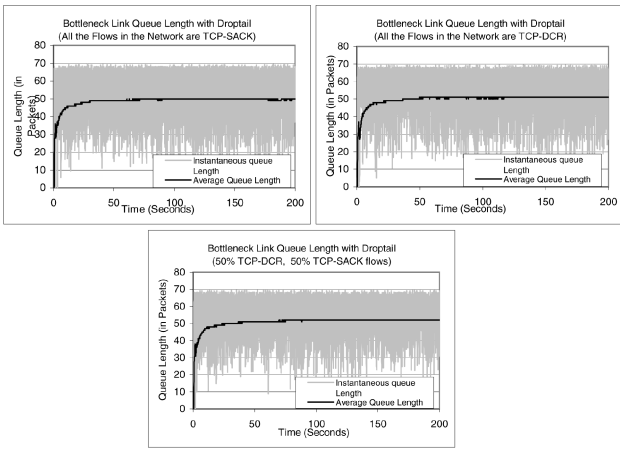 Bottleneck Link Queue Length with Droptail
(All the Flows in the Network are TCP-SACK)
Queue Length (in
Packets)
80
70
60
50
40
30
20
10
0
Instantaneous queue
Length
Average Queue Length
0
50
100
150
200
Time (Seconds)
Bottleneck Link Queue Length with Droptail
(All the Flows in the Network are TCP-DCR)
Queue Length (in Packets)
80
70
60
50
40
30
20
10
0
Instantaneous queue
Length
Average Queue Length
0
50
100
150
200
Time (Seconds)
Bottleneck Link Queue Length with Droptail
(50% TCP-DCR, 50% TCP-SACK flows)
Queue Length (in Packets)
80
70
60
50
40
30
20
10
0
Instantaneous queue
Length
Average Queue Length
0
50
100
150
200
Time (Seconds)